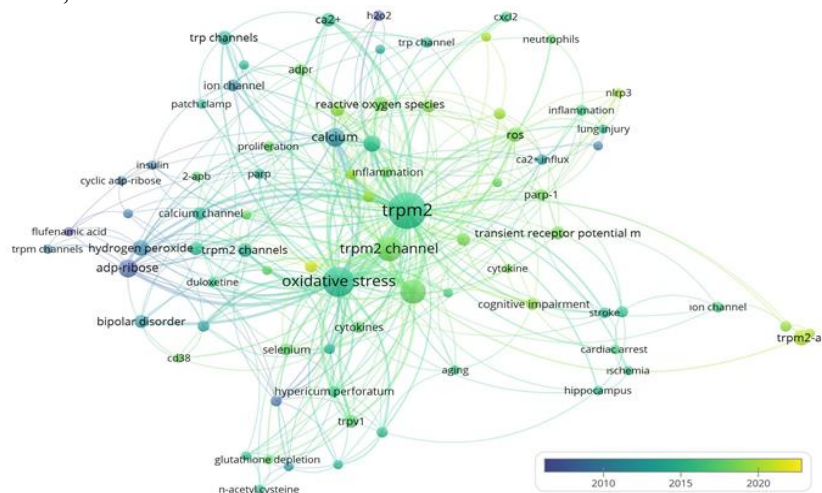 ca2+
h2o2
cxcl2
trp channels
trp channel
neutrophils
adpr
ion channel
nlrp3
patch clamp
reactive oxygen species
inflammation
calcium
ros
lung injury
proliferation
insulin
inflammation
ca2+ influx
cyclic adp-ribose
2-apb
parp
parp-1
trpm2
calcium channel
flufenamic acid
transient receptor potential m
trpm channels
hydrogen peroxide
trpm2 channels
trpm2 channel
adp-ribose
cytokine
duloxetine
oxidative stress
cognitive impairment
stroke
ion channel
bipolar disorder
cytokines
trpm2-a
selenium
cardiac arrest
cd38
aging
ischemia
hypericum perforatum
hippocampus
trpv1
glutathione depletion
n-acetyl cysteine
2010
2015
2020